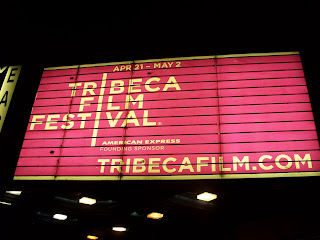 APR 21 - MAY 2
TRIBECA
FILM
FESTIVAL®
AMERICAN EXPRESS
FOUNDING SPONSOR
TRIBECAFILM.COM